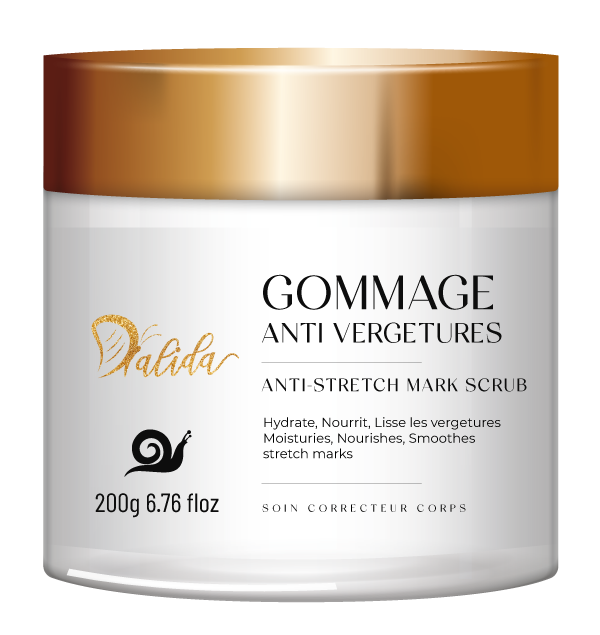 GOMMAGE
ANTI VERGETURES
ANTI-STRETCH MARK SCRUB
Hydrate, Nourrit, Lisse les vergetures
Moisturies, Nourishes, Smoothes
stretch marks
SOIN CORRECTEUR CORPS
Dalida
200g 6.76 floz